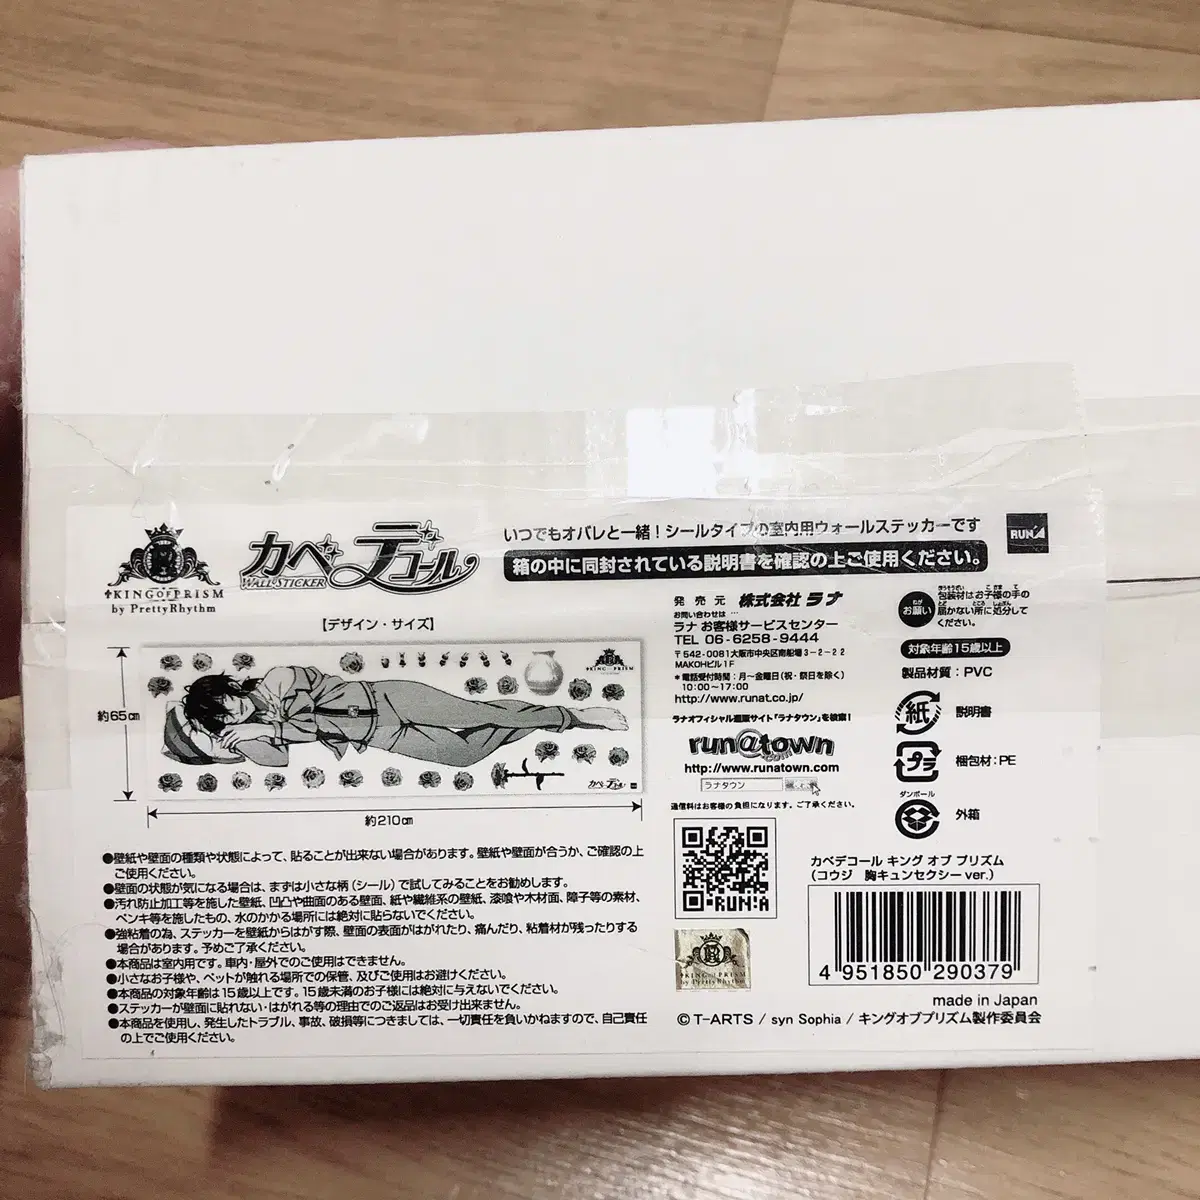 KING OF PRISM
by PrettyRhythm
カベデコール
WALL-STICKER
いつでもオバレと一緒！シールタイプの室内用ウォールステッカーです
箱の中に同封されている説明書を確認の上ご使用ください。
RUN'A
【デザイン・サイズ】
約65cm
約210cm
KING OF PRISM
カベデコール
発売元 株式会社 ラナ
お問い合わせは…
ラナ お客様サービスセンター
TEL 06-6258-9444
〒542-0081大阪市中央区南船場3-2-22
MAKOHビル1F
*電話受付時間：月〜金曜日(祝・祭日を除く)
10:00〜17:00
http://www.runat.co.jp/
ラナオフィシャル通販サイト「ラナタウン」を検索！
run@town
.com
http://www.runatown.com
ラナタウン
通信料はお客様の負担になります。ご了承ください。
RUN:A
お願い
包装材はお子様の手の
届かない所に処分して
ください。
対象年齢15歳以上
製品材質：PVC
紙
説明書
プラ
梱包材：PE
ダンボール
外箱
カベデコール キング オブ プリズム
（コウジ 胸キュンセクシーver.）
4 951850 290379
made in Japan
© T-ARTS / syn Sophia / キングオブプリズム製作委員会
KING OF PRISM
by PrettyRhythm
●壁紙や壁面の種類や状態によって、貼ることが出来ない場合があります。壁紙や壁面が合うか、ご確認の上
ご使用ください。
●壁面の状態が気になる場合は、まずは小さな柄（シール）で試してみることをお勧めします。
●汚れ防止加工等を施した壁紙、凹凸や曲面のある壁面、紙や繊維系の壁紙、漆喰や木材面、障子等の素材、
ペンキ等を施したもの、水のかかる場所には絶対に貼らないでください。
●強粘着の為、ステッカーを壁紙からはがす際、壁面の表面がはがれたり、痛んだり、粘着材が残ったりする
場合があります。予めご了承ください。
●本商品は室内用です。車内・屋外でのご使用はできません。
●小さなお子様や、ペットが触れる場所での保管、及びご使用はお避けください。
●本商品の対象年齢は15歳以上です。15歳未満のお子様には絶対に与えないでください。
●ステッカーが壁面に貼れない・はがれる等の理由でのご返品はお受け出来ません。
●本商品を使用し、発生したトラブル、事故、破損等につきましては、一切責任を負いかねますので、自己責任
の上でご使用ください。